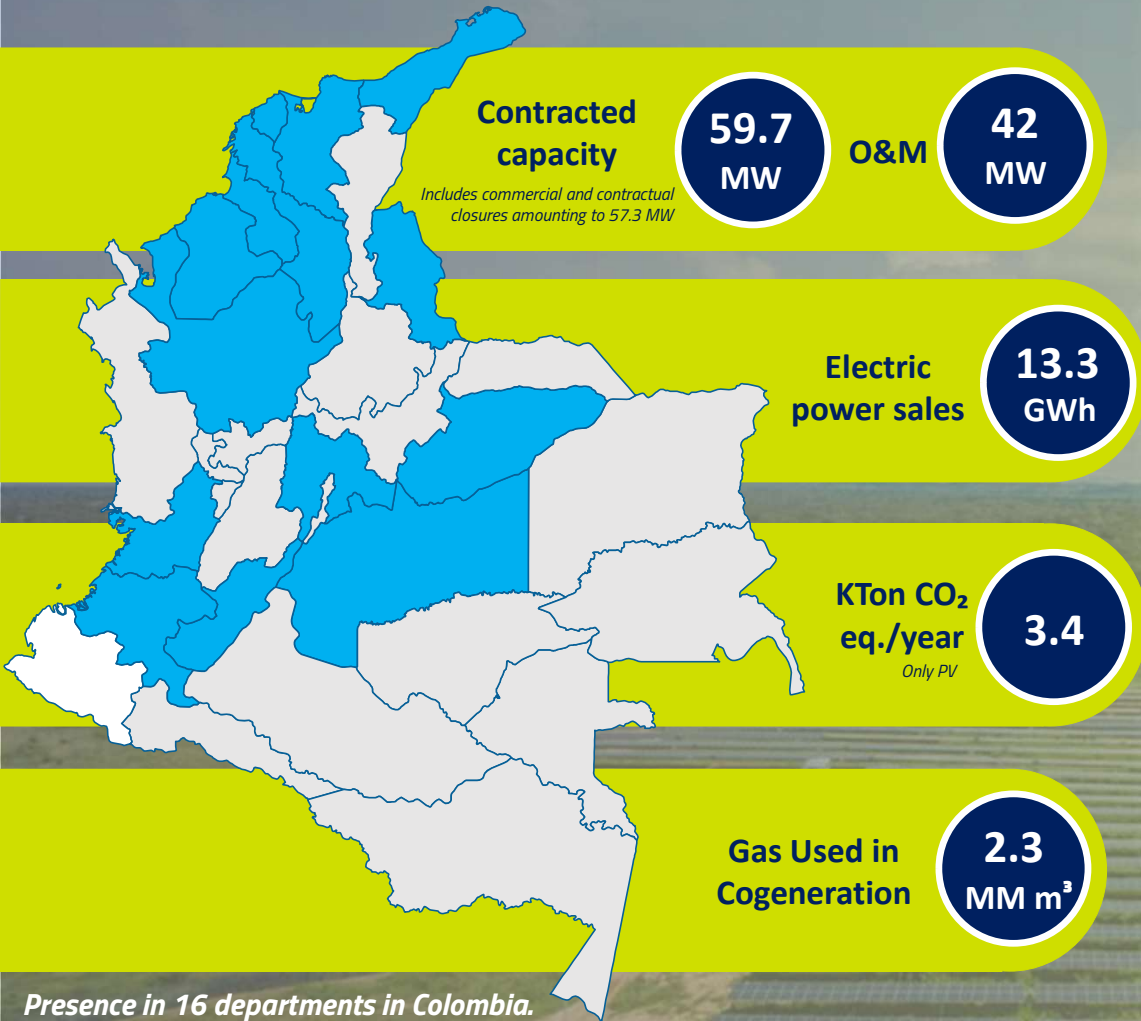 Contracted
capacity
Includes commercial and contractual
closures amounting to 57.3 MW
59.7
MW
O&M
42
MW
Electric
power sales
13.3
GWh
KTon CO₂
eq./year
Only PV
3.4
Gas Used in
Cogeneration
2.3
MM m³
Presence in 16 departments in Colombia.